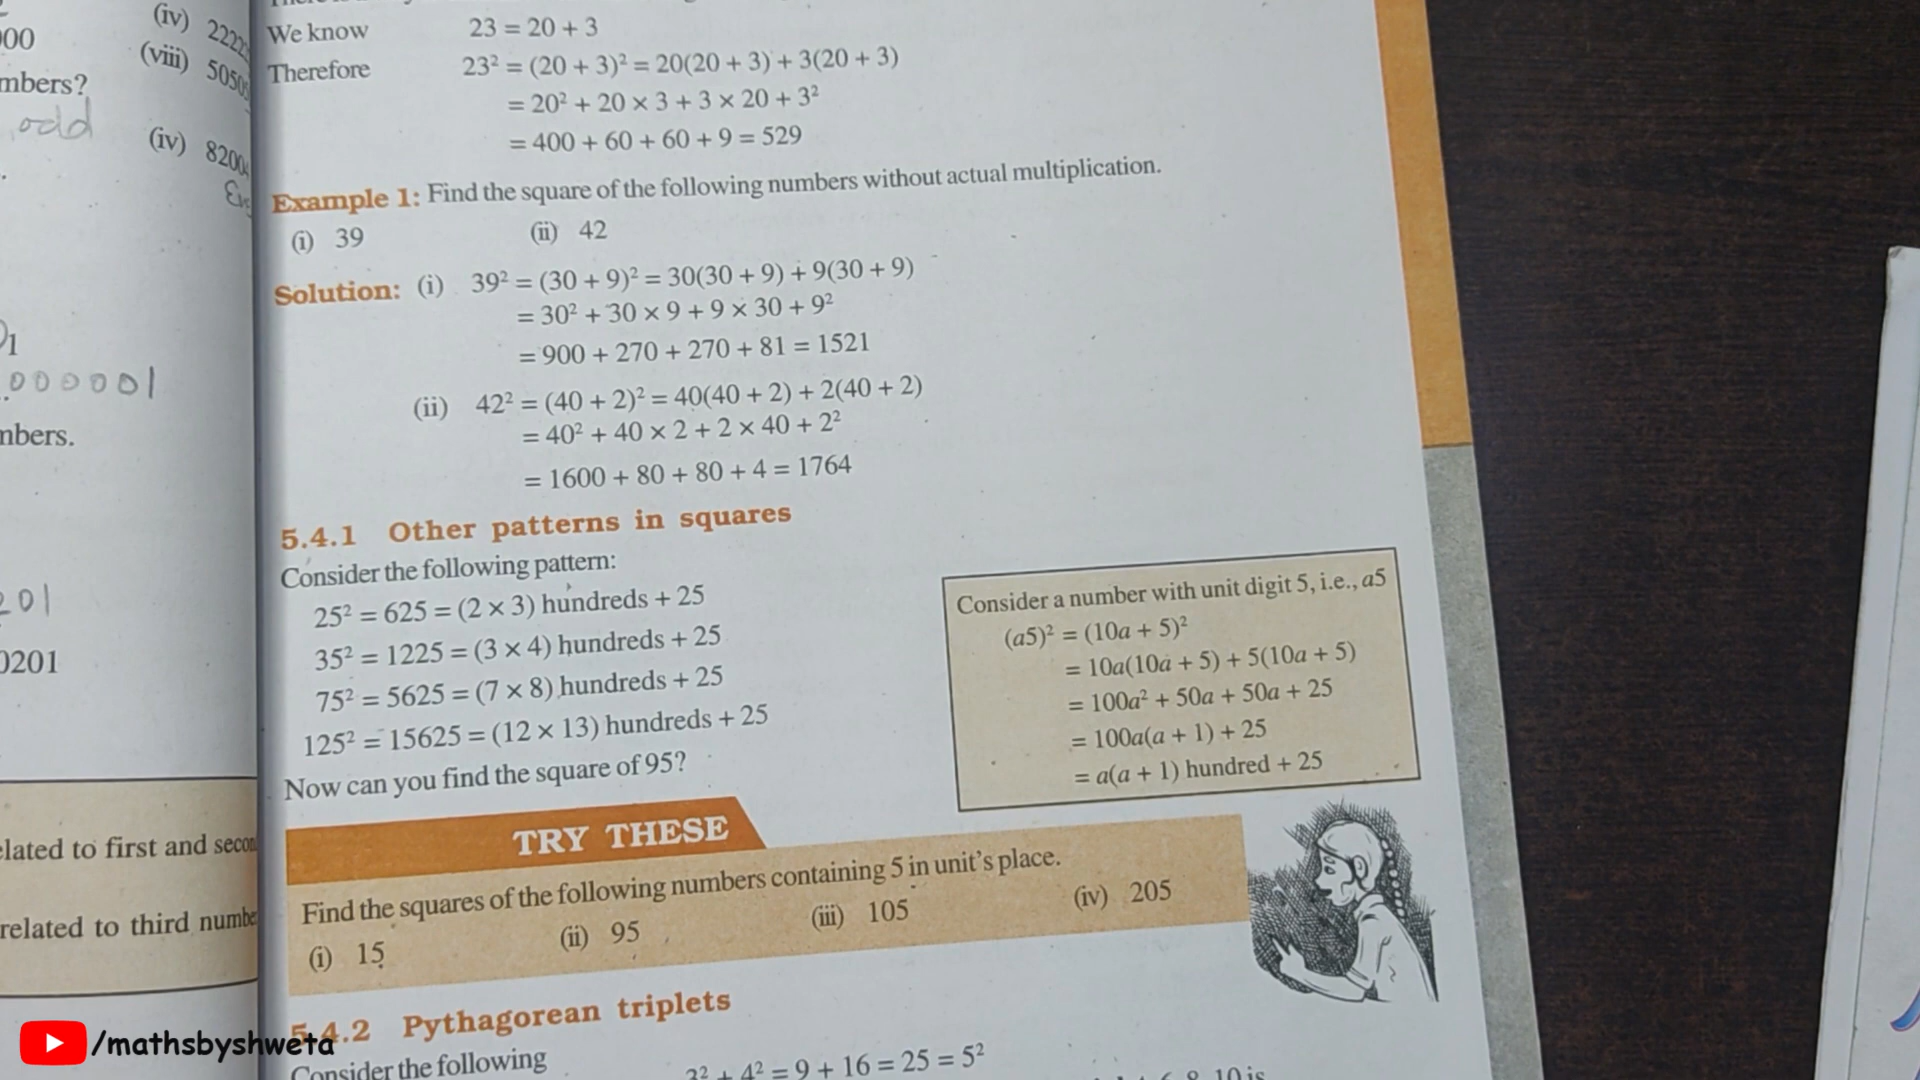 00
mbers?
odd
(iv)
(viii)
(iv)
1
000001
mbers.
201
0201
elated to first and
related to third
We know 23 = 20 + 3
Therefore 23² = (20 + 3)² = 20(20 + 3) + 3(20 + 3)
= 20² + 20 × 3 + 3 × 20 + 3²
= 400 + 60 + 60 + 9 = 529
Example 1: Find the square of the following numbers without actual multiplication.
(i) 39 (ii) 42
Solution: (i) 39² = (30 + 9)² = 30(30 + 9) + 9(30 + 9)
= 30² + 30 × 9 + 9 × 30 + 9²
= 900 + 270 + 270 + 81 = 1521
(ii) 42² = (40 + 2)² = 40(40 + 2) + 2(40 + 2)
= 40² + 40 × 2 + 2 × 40 + 2²
= 1600 + 80 + 80 + 4 = 1764
5.4.1 Other patterns in squares
Consider the following pattern:
25² = 625 = (2 × 3) hundreds + 25
35² = 1225 = (3 × 4) hundreds + 25
75² = 5625 = (7 × 8) hundreds + 25
125² = 15625 = (12 × 13) hundreds + 25
Now can you find the square of 95?
Consider a number with unit digit 5, i.e., a5
(a5)² = (10a + 5)²
= 10a(10a + 5) + 5(10a + 5)
= 100a² + 50a + 50a + 25
= 100a(a + 1) + 25
= a(a + 1) hundred + 25
TRY THESE
Find the squares of the following numbers containing 5 in unit's place.
(i) 15 (ii) 95 (iii) 105 (iv) 205
5.4.2 Pythagorean triplets
Consider the following
3² + 4² = 9 + 16 = 25 = 5²
/mathsbyshweta